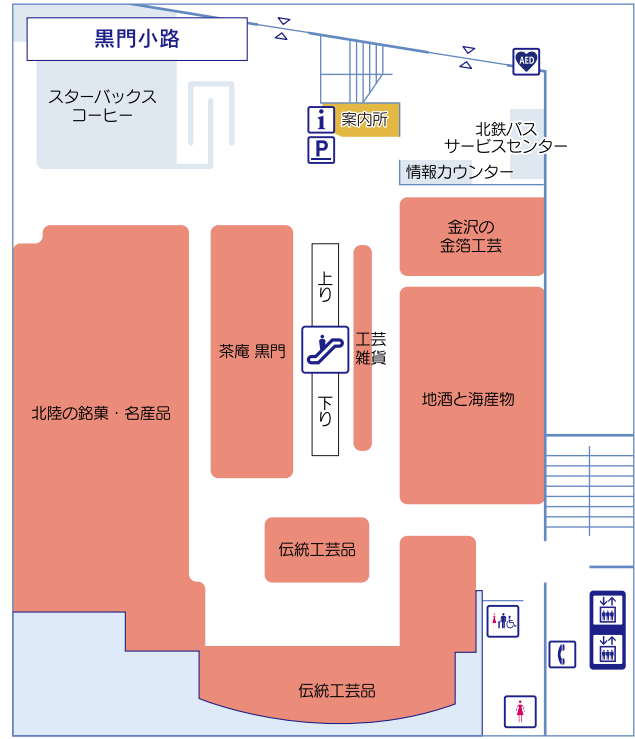 黒門小路
スターバックス
コーヒー
AED
i
案内所
P
北鉄バス
サービスセンター
情報カウンター
金沢の
金箔工芸
上り
茶庵 黒門
工芸
雑貨
下り
北陸の銘菓・名産品
地酒と海産物
伝統工芸品
伝統工芸品